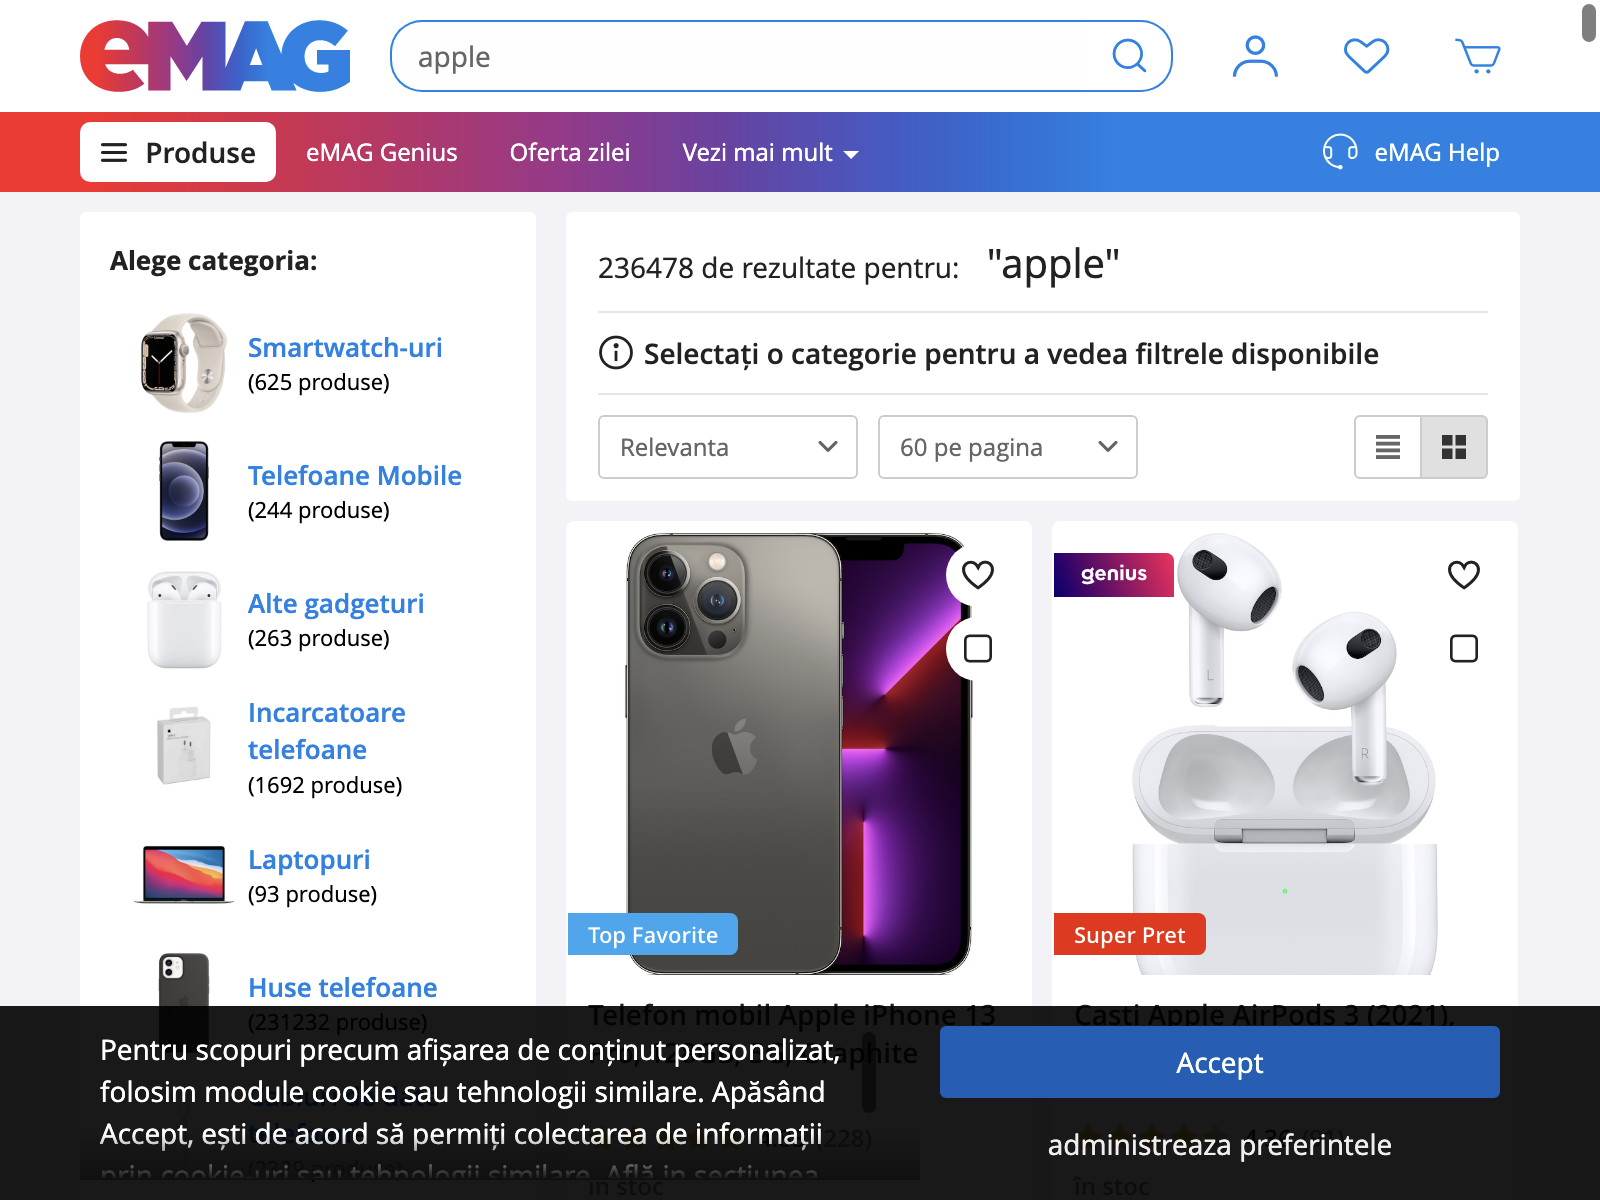 eMAG
apple
Produse
eMAG Genius
Oferta zilei
Vezi mai mult
eMAG Help
Alege categoria:
Smartwatch-uri
(625 produse)
Telefoane Mobile
(244 produse)
Alte gadgeturi
(263 produse)
Incarcatoare
telefoane
(1692 produse)
Laptopuri
(93 produse)
Huse telefoane
(231232 produse)
236478 de rezultate pentru: "apple"
Selectați o categorie pentru a vedea filtrele disponibile
Relevanta
60 pe pagina
Top Favorite
Telefon mobil Apple iPhone 13
în stoc
genius
L
R
Super Pret
Casti Apple AirPods 3 (2021),
în stoc
Pentru scopuri precum afișarea de conținut personalizat,
folosim module cookie sau tehnologii similare. Apăsând
Accept, ești de acord să permiți colectarea de informații
prin cookie-uri sau tehnologii similare. Află in sectiunea
Accept
administreaza preferintele